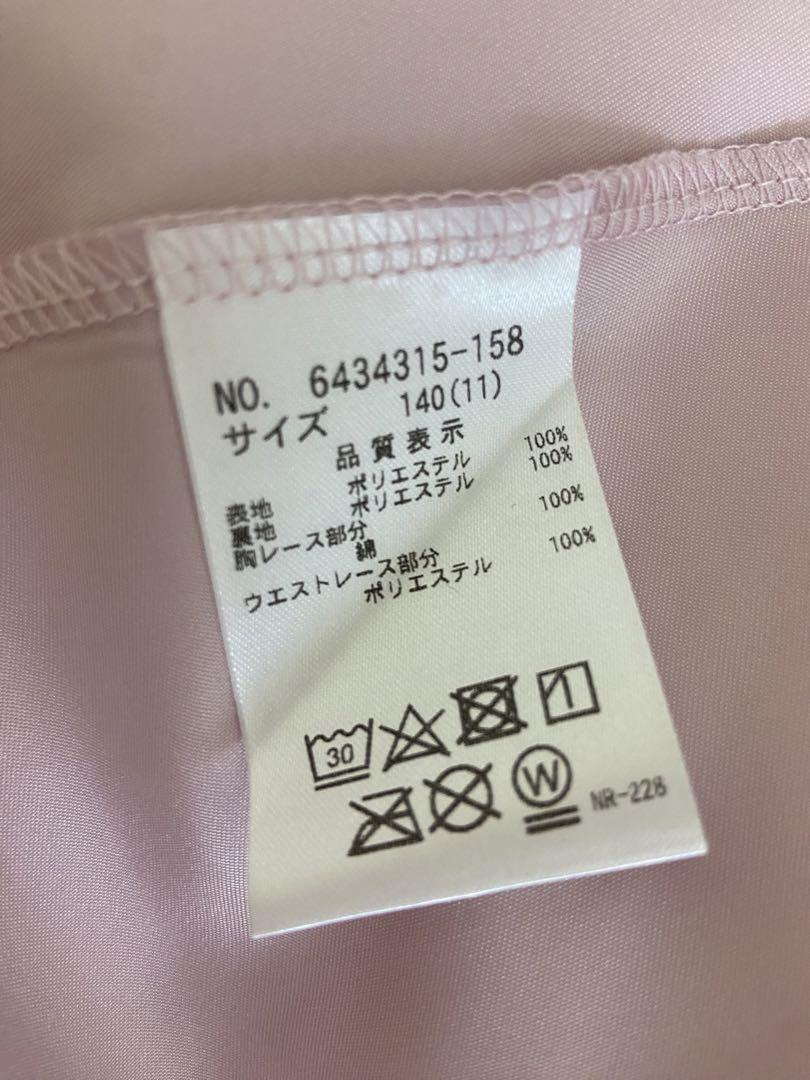 NO. 6434315-158
サイズ 140(11)
品質表示
表地 ポリエステル 100%
裏地 ポリエステル 100%
胸レース部分
綿 100%
ウエストレース部分
ポリエステル 100%
30
W
NR-228